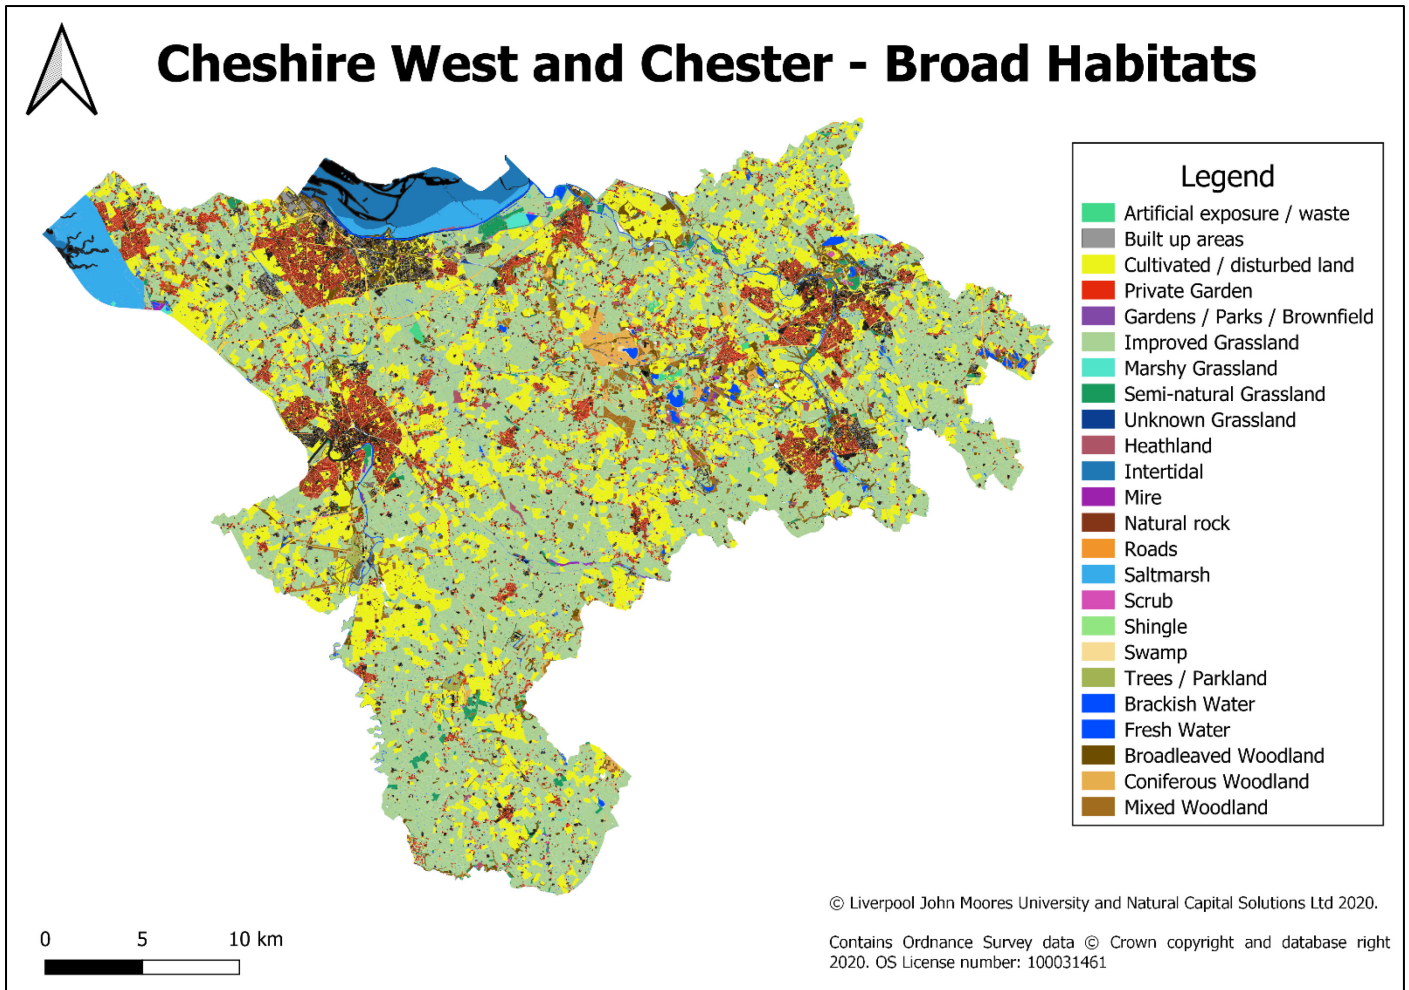 Cheshire West and Chester - Broad Habitats
Legend
Artificial exposure / waste
Built up areas
Cultivated / disturbed land
Private Garden
Gardens / Parks / Brownfield
Improved Grassland
Marshy Grassland
Semi-natural Grassland
Unknown Grassland
Heathland
Intertidal
Mire
Natural rock
Roads
Saltmarsh
Scrub
Shingle
Swamp
Trees / Parkland
Brackish Water
Fresh Water
Broadleaved Woodland
Coniferous Woodland
Mixed Woodland
© Liverpool John Moores University and Natural Capital Solutions Ltd 2020.
Contains Ordnance Survey data © Crown copyright and database right
2020. OS License number: 100031461
0 5 10 km